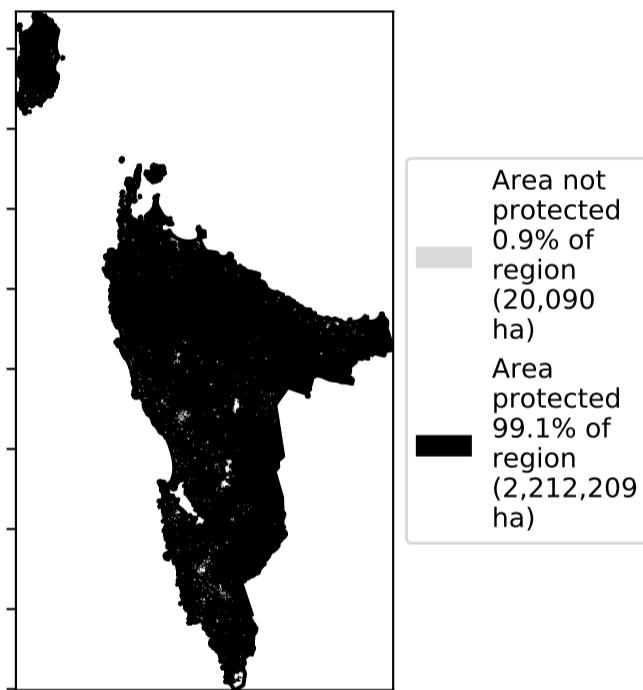 Area not
protected
0.9% of
region
(20,090
ha)
Area
protected
99.1% of
region
(2,212,209
ha)